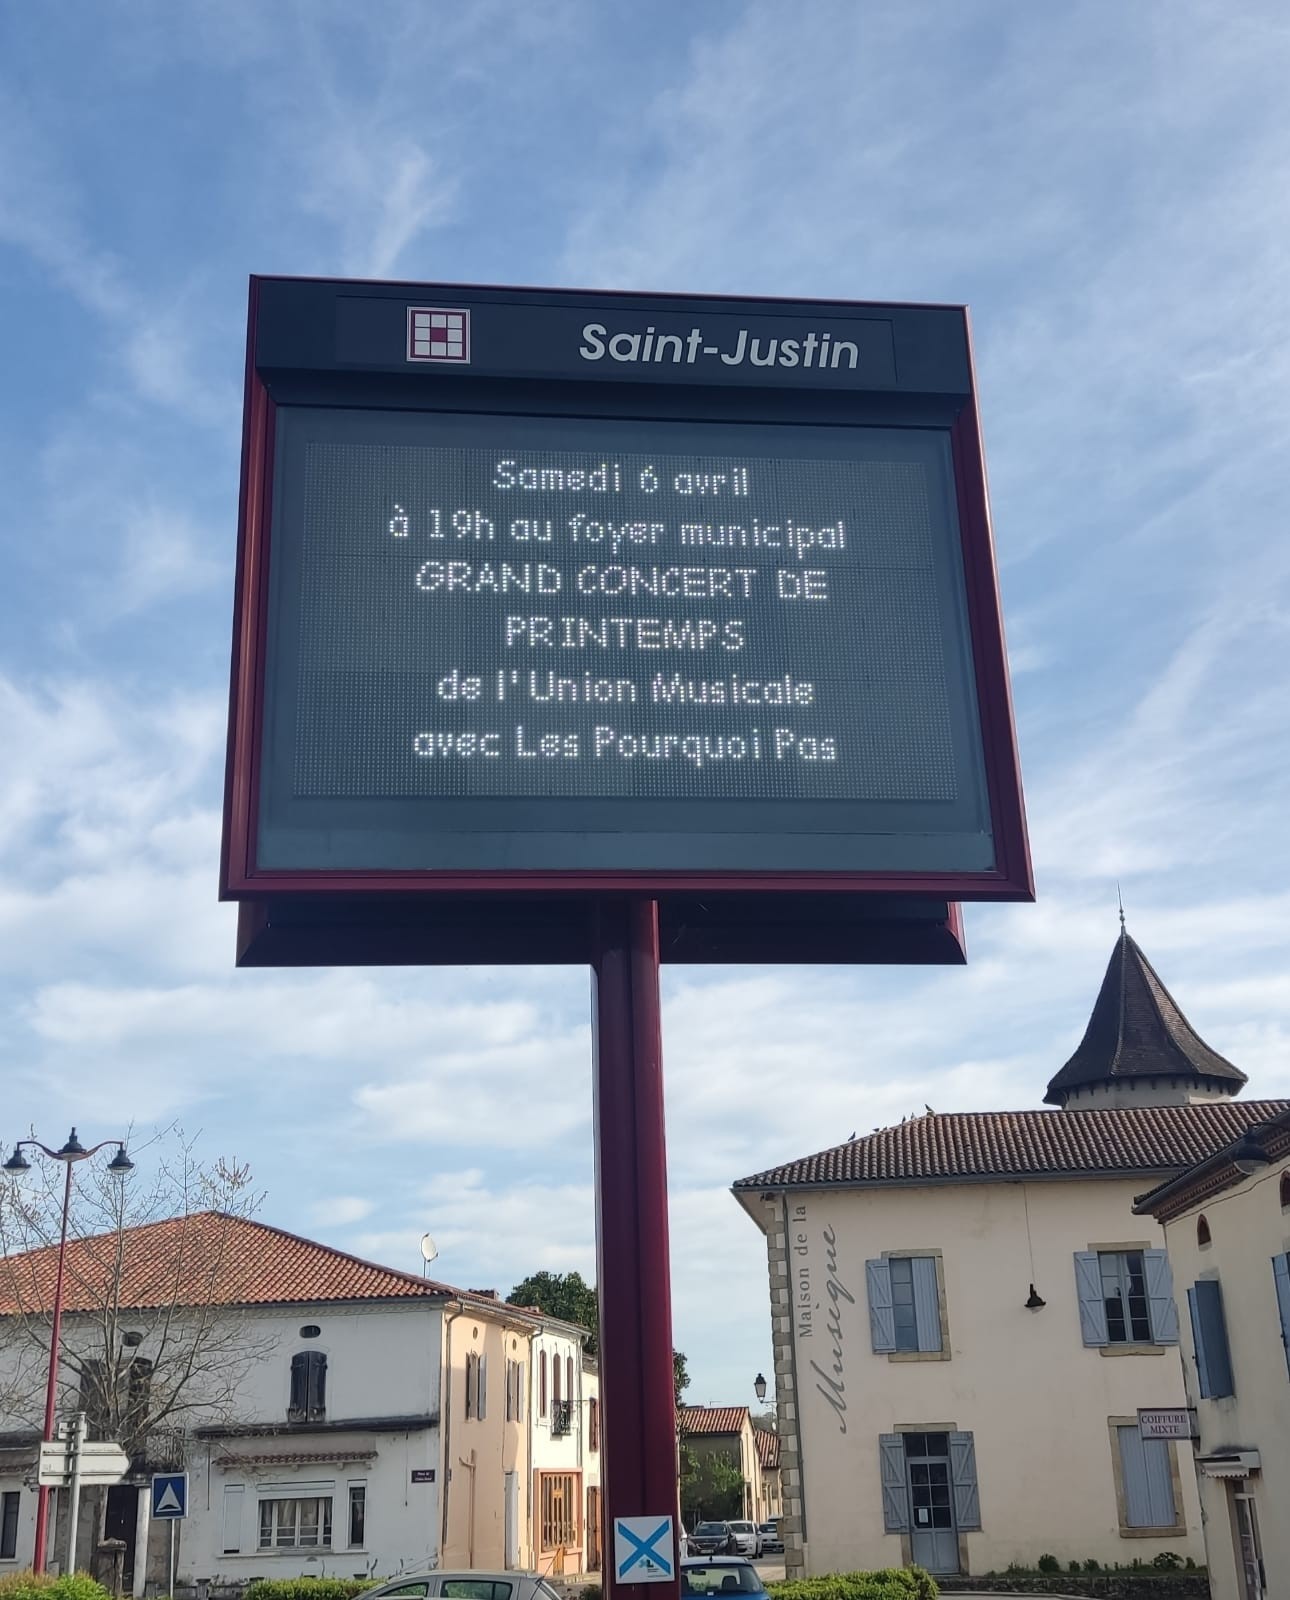 Saint-Justin
Samedi 6 avril
à 19h au foyer municipal
GRAND CONCERT DE
PRINTEMPS
de l'Union Musicale
avec Les Pourquoi Pas
Maison de la
Musique
COIFFURE
MIXTE